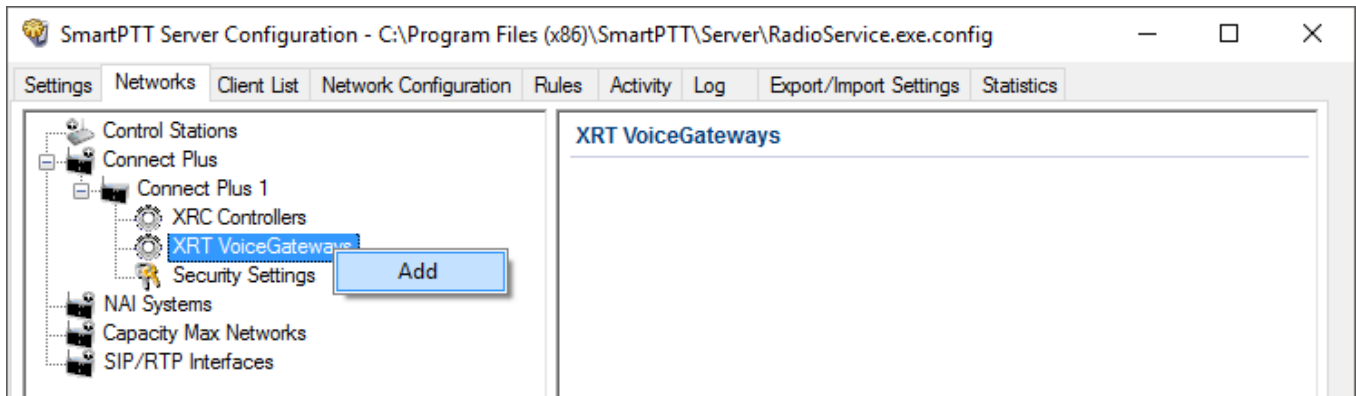 SmartPTT Server Configuration - C:\Program Files (x86)\SmartPTT\Server\RadioService.exe.config
Settings Networks Client List Network Configuration Rules Activity Log Export/Import Settings Statistics
Control Stations
Connect Plus
Connect Plus 1
XRC Controllers
XRT VoiceGateways
Security Settings
NAI Systems
Capacity Max Networks
SIP/RTP Interfaces
Add
XRT VoiceGateways